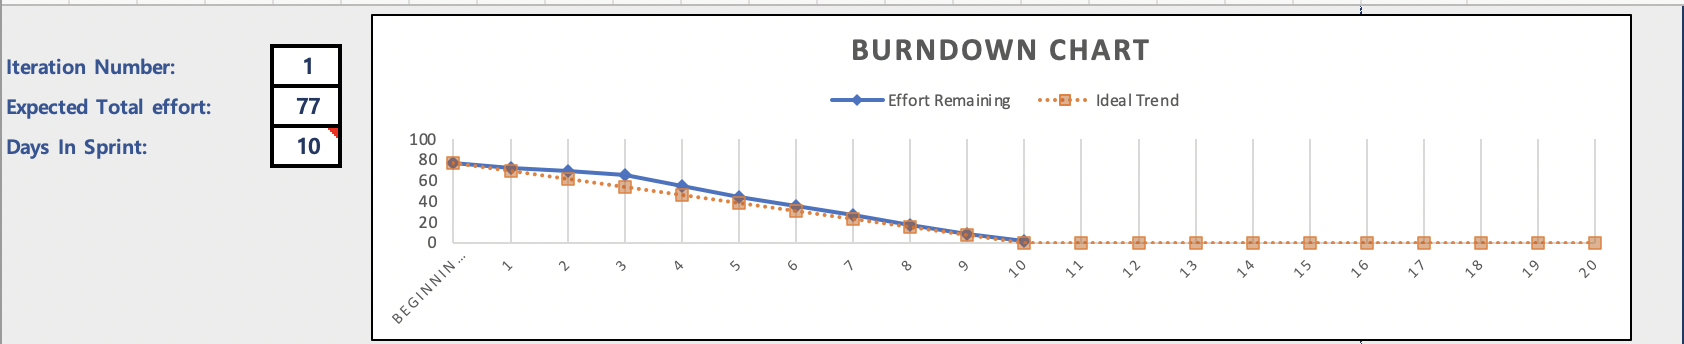 Iteration Number: 1
Expected Total effort: 77
Days In Sprint: 10
BURNDOWN CHART
Effort Remaining Ideal Trend
100
80
60
40
20
0
BEGINNIN... 1 2 3 4 5 6 7 8 9 10 11 12 13 14 15 16 17 18 19 20